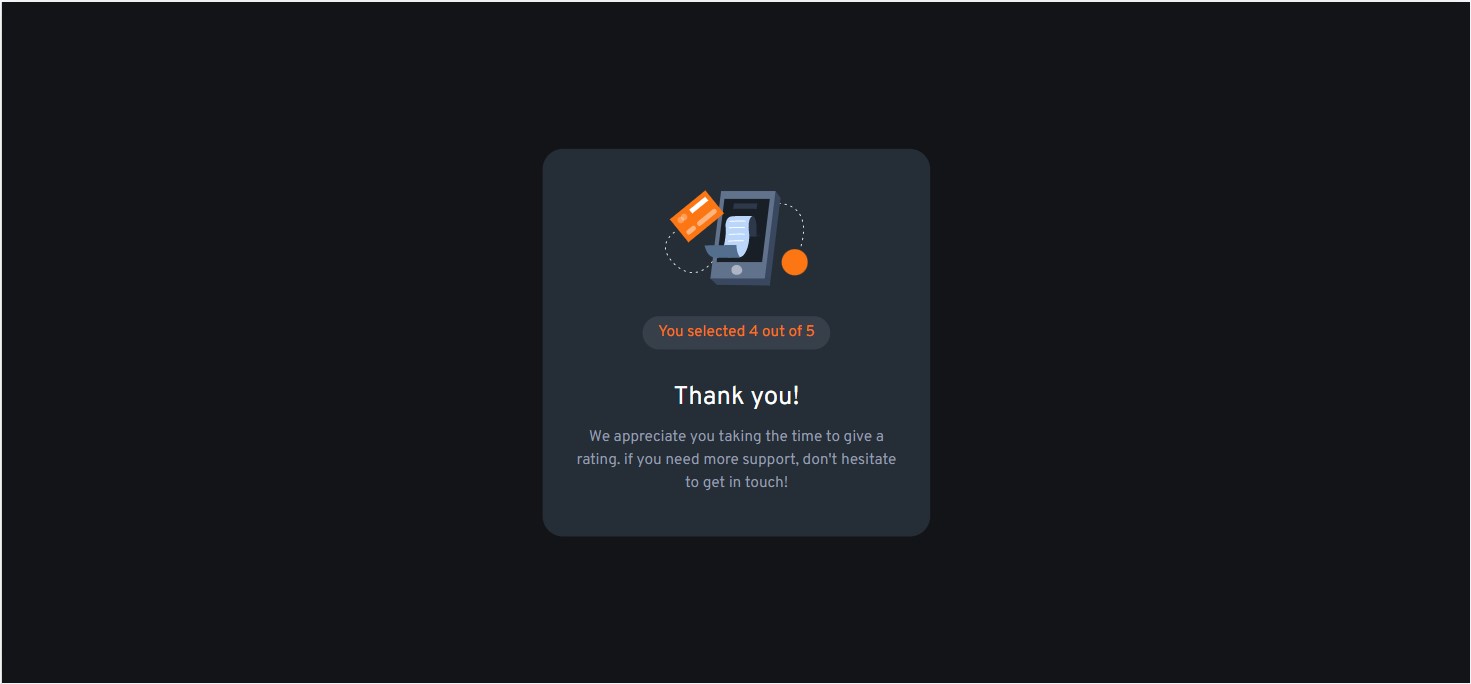 You selected 4 out of 5
Thank you!
We appreciate you taking the time to give a
rating. if you need more support, don't hesitate
to get in touch!